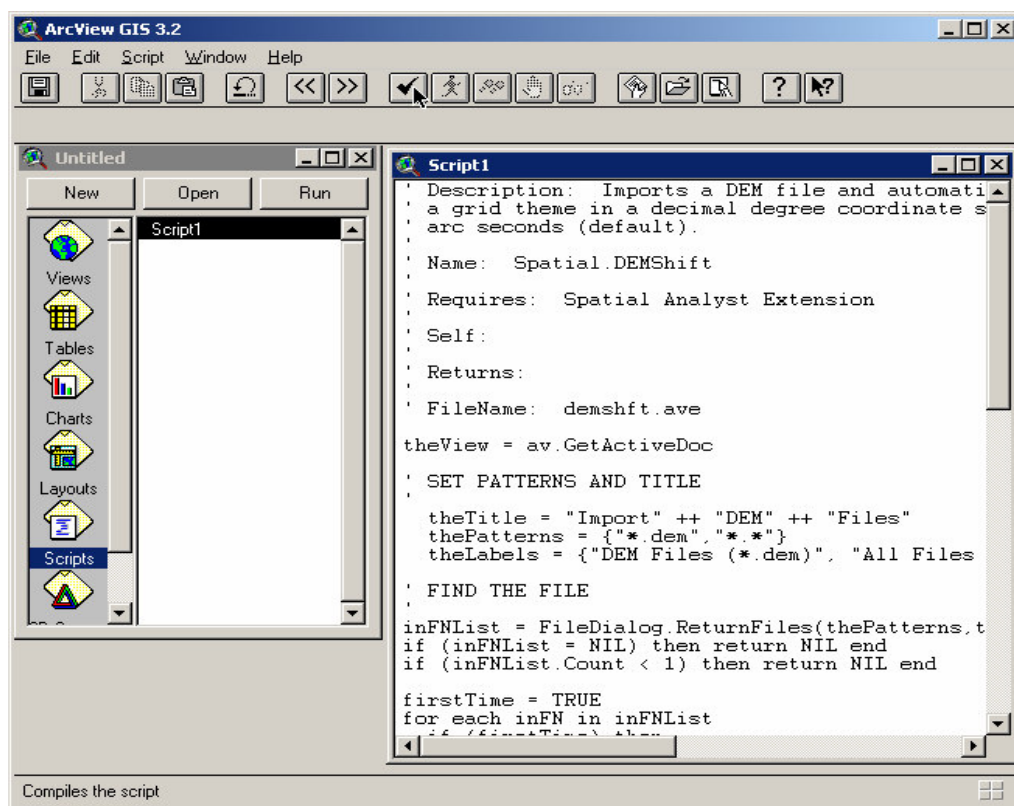 ArcView GIS 3.2
File Edit Script Window Help
Untitled
New Open Run
Views
Tables
Charts
Layouts
Scripts
Script1
Script1
' Description:  Imports a DEM file and automati
' a grid theme in a decimal degree coordinate s
' arc seconds (default).
'
' Name:  Spatial.DEMShift
'
' Requires:  Spatial Analyst Extension
'
' Self:
'
' Returns:
'
' FileName:  demshft.ave
theView = av.GetActiveDoc
' SET PATTERNS AND TITLE
'
theTitle = "Import" ++ "DEM" ++ "Files"
thePatterns = {"*.dem","*.*"}
theLabels = {"DEM Files (*.dem)", "All Files
' FIND THE FILE
'
inFNList = FileDialog.ReturnFiles(thePatterns,t
if (inFNList = NIL) then return NIL end
if (inFNList.Count < 1) then return NIL end
firstTime = TRUE
for each inFN in inFNList
if (firstTime) then
Compiles the script